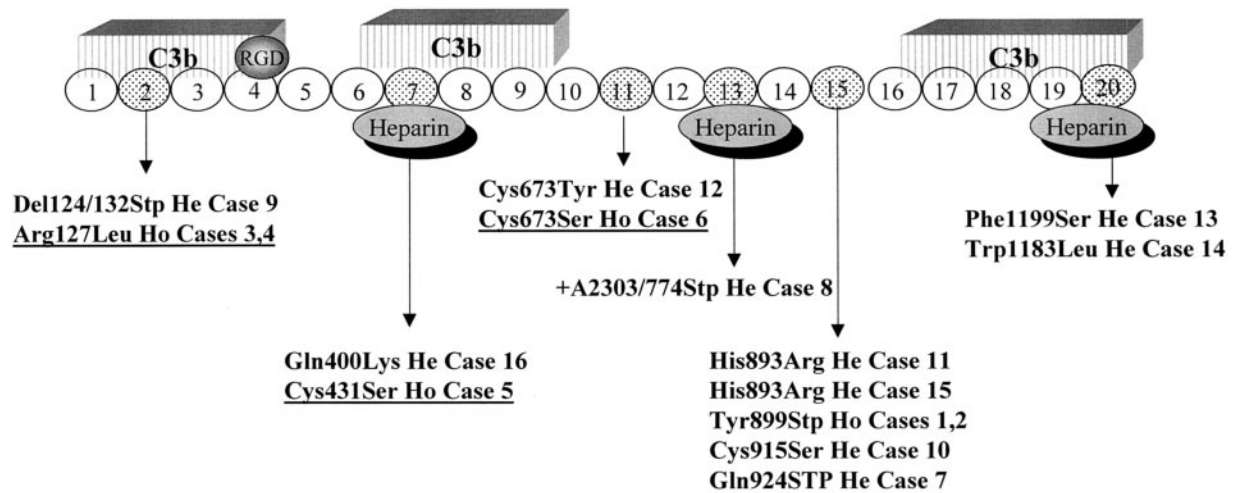 C3b
C3b
C3b
RGD
1 2 3 4 5 6 7 8 9 10 11 12 13 14 15 16 17 18 19 20
Heparin
Heparin
Heparin
Del124/132Stp He Case 9
Arg127Leu Ho Cases 3,4
Cys673Tyr He Case 12
Cys673Ser Ho Case 6
Phe1199Ser He Case 13
Trp1183Leu He Case 14
+A2303/774Stp He Case 8
Gln400Lys He Case 16
Cys431Ser Ho Case 5
His893Arg He Case 11
His893Arg He Case 15
Tyr899Stp Ho Cases 1,2
Cys915Ser He Case 10
Gln924STP He Case 7